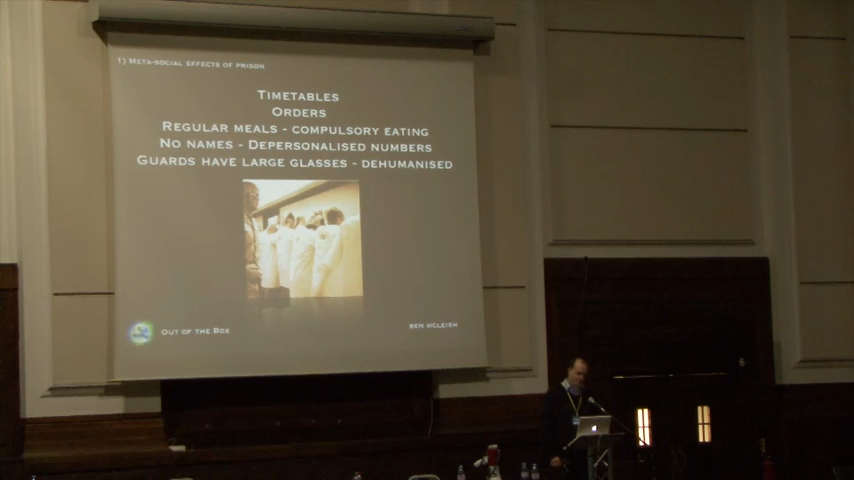 1) Meta-social effects of prison
Timetables
Orders
Regular meals - compulsory eating
No names - Depersonalised numbers
Guards have large glasses - dehumanised
Out of the Box
Ben McLeish